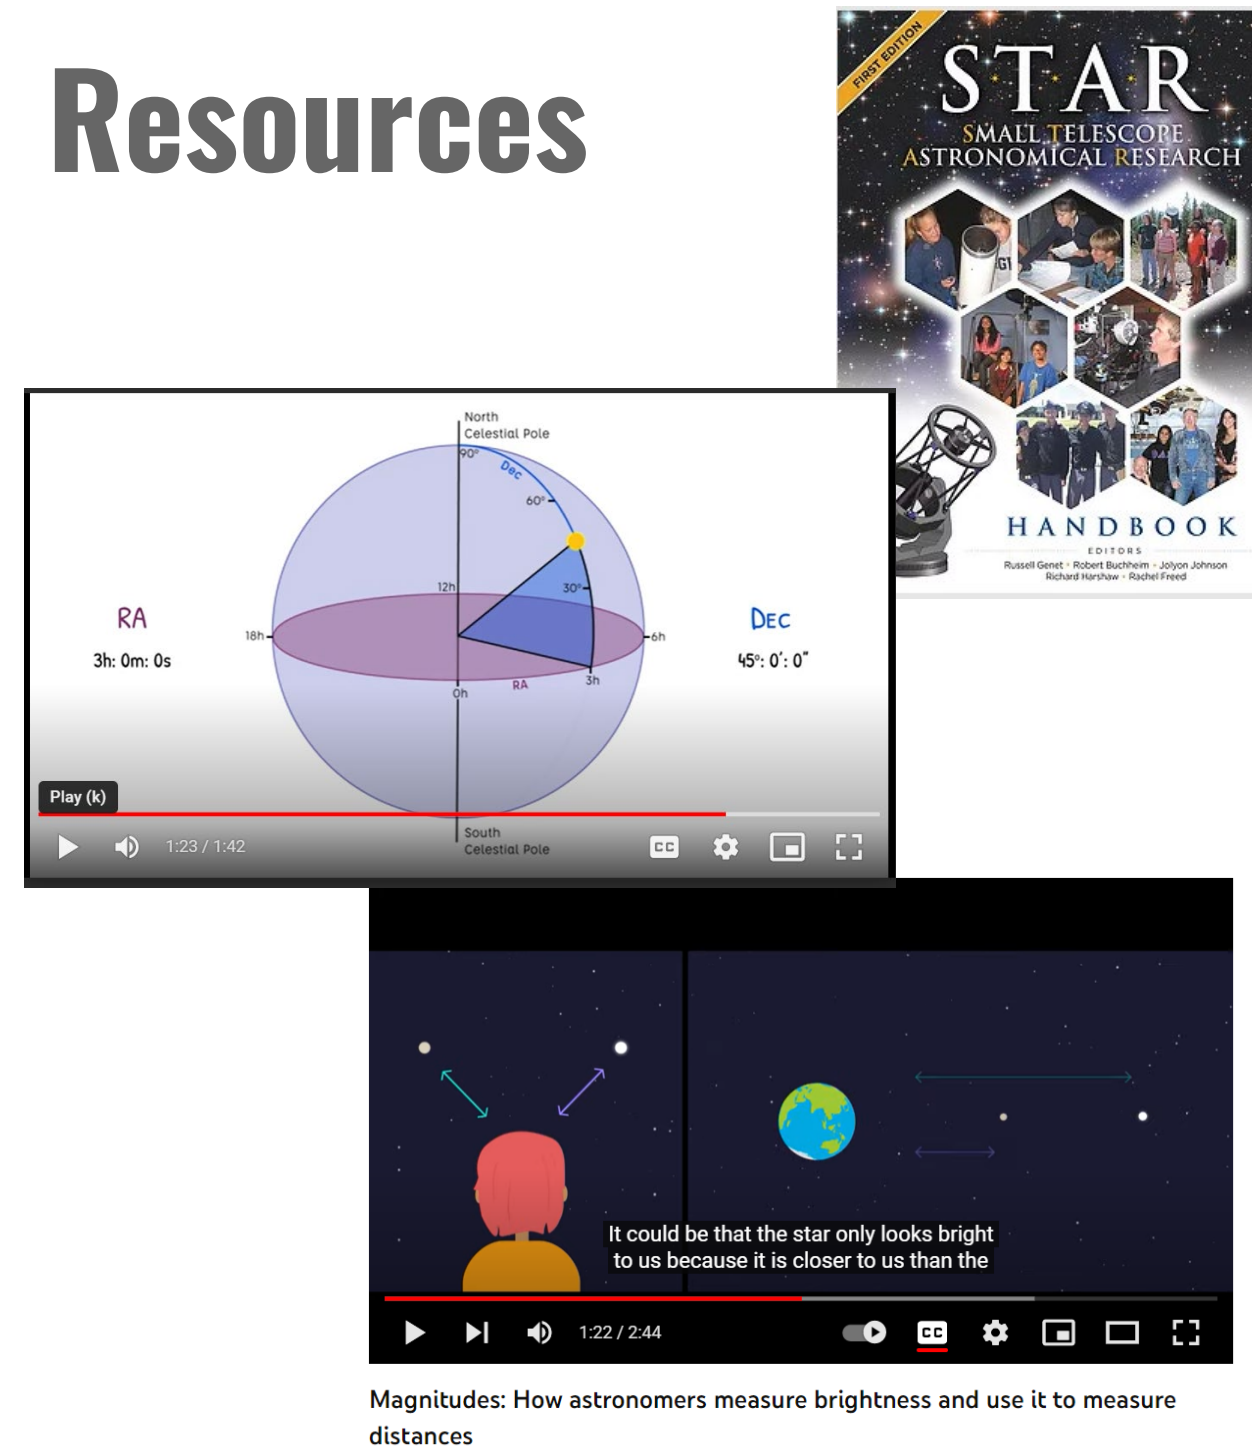 Resources
FIRST EDITION
STAR
SMALL TELESCOPE
ASTRONOMICAL RESEARCH
HANDBOOK
EDITORS
Russell Genet • Robert Buchheim • Jolyon Johnson
Richard Harshaw • Rachel Freed
North
Celestial Pole
90°
Dec
60°
12h
30°
RA
3h: 0m: 0s
18h
6h
DEC
45°: 0′: 0″
RA
3h
0h
Play (k)
1:23 / 1:42
CC
South
Celestial Pole
It could be that the star only looks bright
to us because it is closer to us than the
1:22 / 2:44
CC
Magnitudes: How astronomers measure brightness and use it to measure
distances